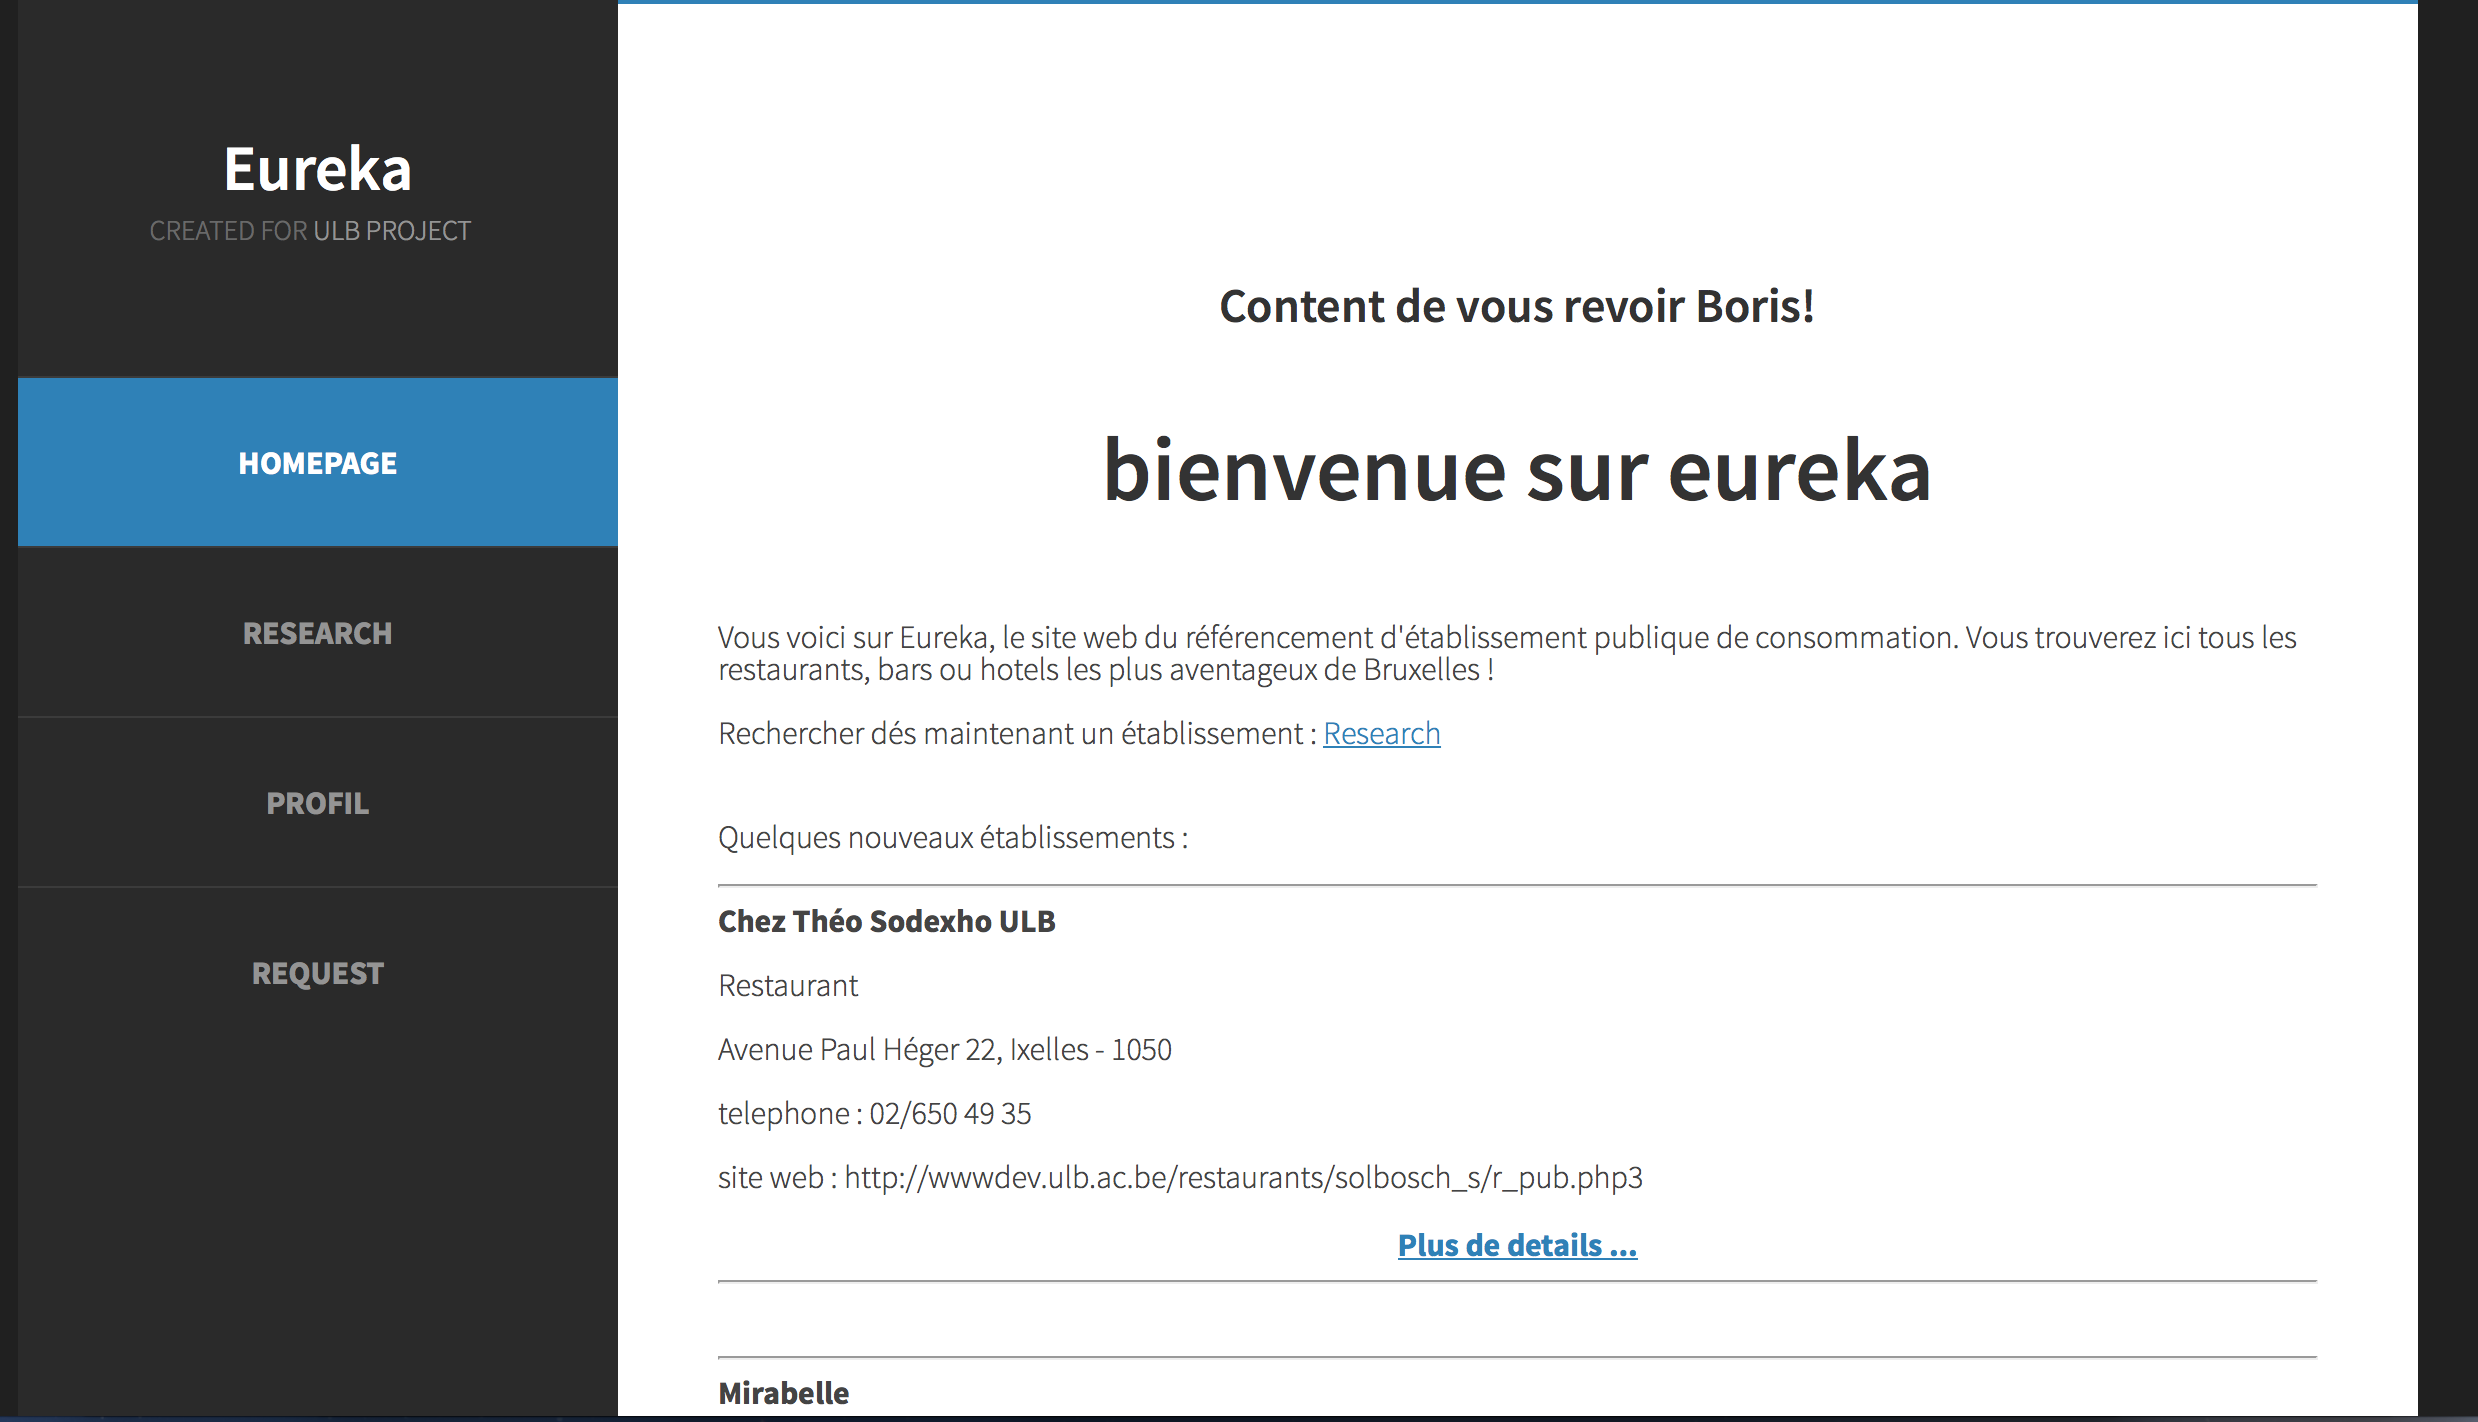 Eureka
CREATED FOR ULB PROJECT
HOMEPAGE
RESEARCH
PROFIL
REQUEST
Content de vous revoir Boris!
bienvenue sur eureka
Vous voici sur Eureka, le site web du référencement d'établissement publique de consommation. Vous trouverez ici tous les
restaurants, bars ou hotels les plus aventageux de Bruxelles !
Rechercher dés maintenant un établissement : Research
Quelques nouveaux établissements :
Chez Théo Sodexho ULB
Restaurant
Avenue Paul Héger 22, Ixelles - 1050
telephone : 02/650 49 35
site web : http://wwwdev.ulb.ac.be/restaurants/solbosch_s/r_pub.php3
Plus de details ...
Mirabelle